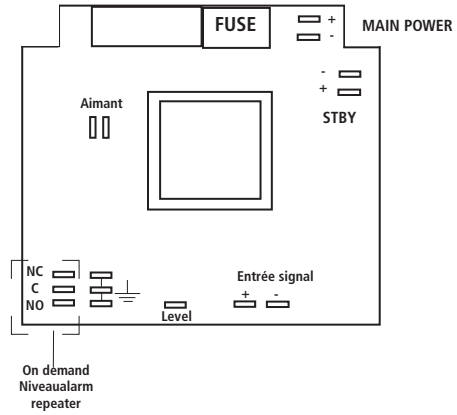 FUSE
+
-
MAIN POWER
-
+
STBY
Aimant
NC
C
NO
Entrée signal
+ -
Level
On demand
Niveaualarm
repeater